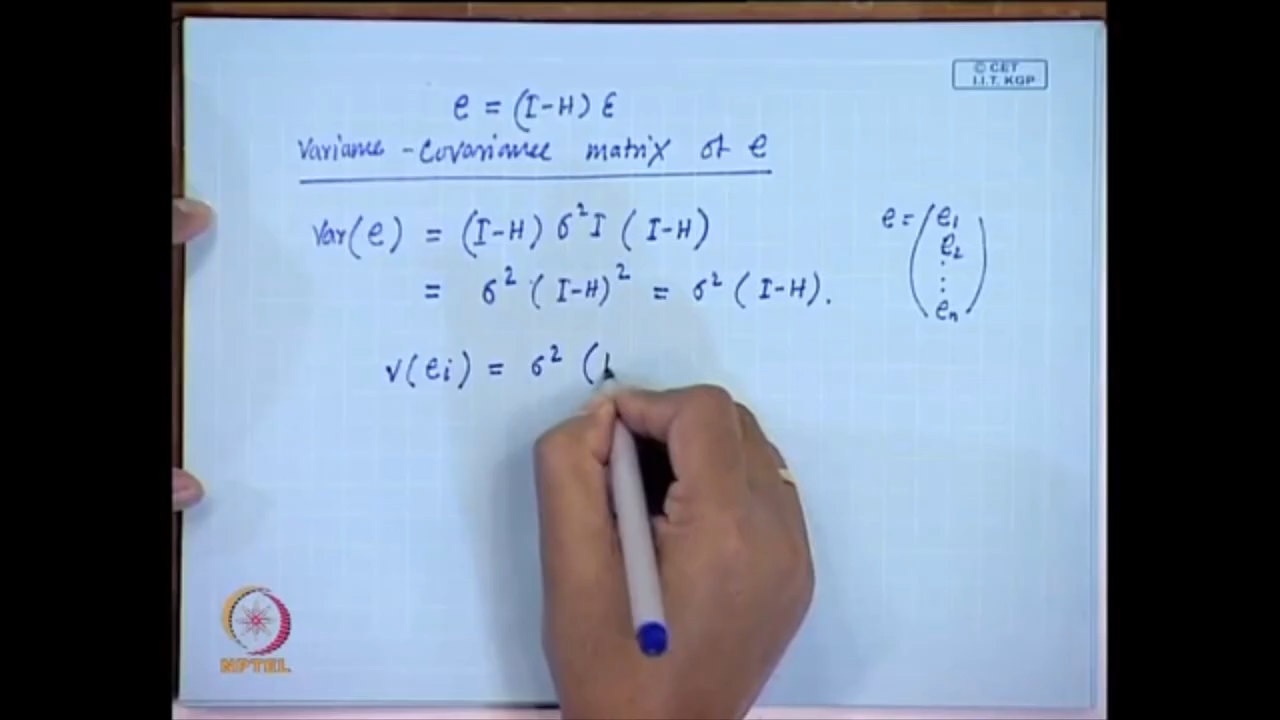 © CET
I.I.T. KGP
e = (I-H) ε
Variance - Covariance matrix of e
Var(e) = (I-H) σ²I (I-H)
= σ² (I-H)² = σ² (I-H).
e = (e₁
e₂
⋮
eₙ)
V(eᵢ) = σ² (
NPTEL